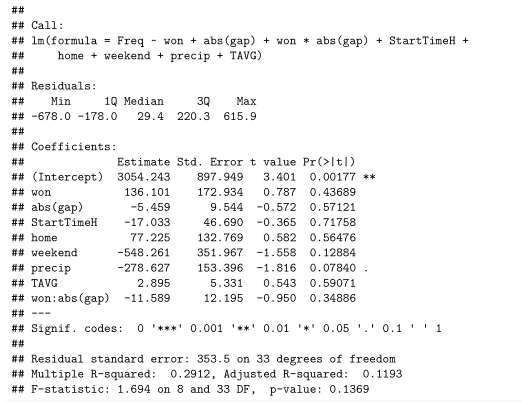 ##
## Call:
## lm(formula = Freq ~ won + abs(gap) + won * abs(gap) + StartTimeH +
##     home + weekend + precip + TAVG)
##
## Residuals:
##    Min     1Q Median     3Q    Max
## -678.0 -178.0   29.4  220.3  615.9
##
## Coefficients:
##              Estimate Std. Error t value Pr(>|t|)
## (Intercept)  3054.243    897.949   3.401  0.00177 **
## won           136.101    172.934   0.787  0.43689
## abs(gap)       -5.459      9.544  -0.572  0.57121
## StartTimeH    -17.033     46.690  -0.365  0.71758
## home           77.225    132.769   0.582  0.56476
## weekend      -548.261    351.967  -1.558  0.12884
## precip       -278.627    153.396  -1.816  0.07840 .
## TAVG            2.895      5.331   0.543  0.59071
## won:abs(gap)  -11.589     12.195  -0.950  0.34886
## ---
## Signif. codes:  0 '***' 0.001 '**' 0.01 '*' 0.05 '.' 0.1 ' ' 1
##
## Residual standard error: 353.5 on 33 degrees of freedom
## Multiple R-squared:  0.2912, Adjusted R-squared:  0.1193
## F-statistic: 1.694 on 8 and 33 DF,  p-value: 0.1369